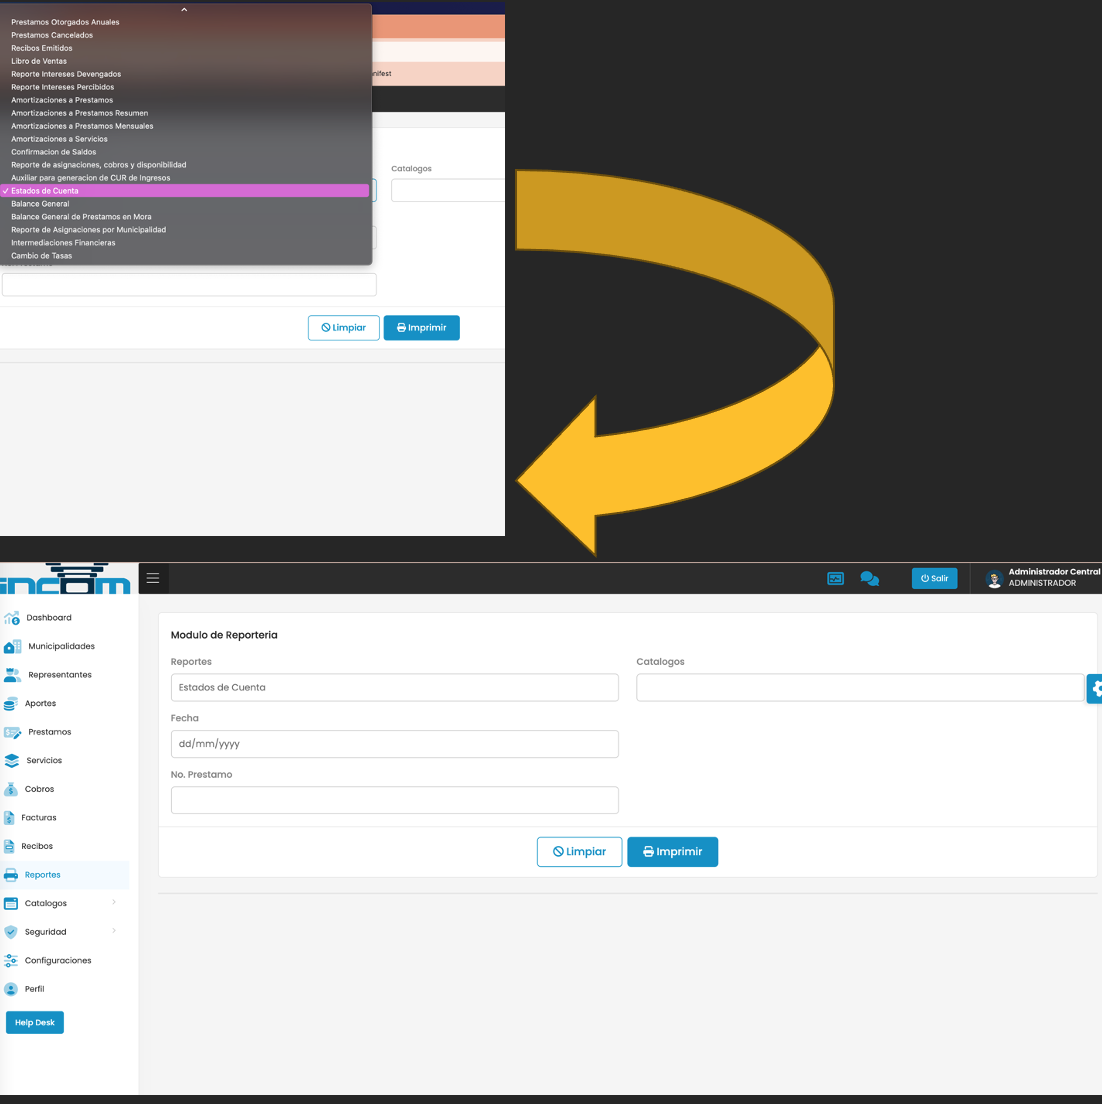 Prestamos Otorgados Anuales
Prestamos Cancelados
Recibos Emitidos
Libro de Ventas
Reporte Intereses Devengados
Reporte Intereses Percibidos
Amortizaciones a Prestamos
Amortizaciones a Prestamos Resumen
Amortizaciones a Prestamos Mensuales
Amortizaciones a Servicios
Confirmacion de Saldos
Reporte de asignaciones, cobros y disponibilidad
Auxiliar para generacion de CUR de Ingresos
✓ Estados de Cuenta
Balance General
Balance General de Prestamos en Mora
Reporte de Asignaciones por Municipalidad
Intermediaciones Financieras
Cambio de Tasas
Catalogos
Limpiar
Imprimir
incom
Salir
Administrador Central
ADMINISTRADOR
Dashboard
Municipalidades
Representantes
Aportes
Prestamos
Servicios
Cobros
Facturas
Recibos
Reportes
Catalogos
Seguridad
Configuraciones
Perfil
Help Desk
Modulo de Reporteria
Reportes
Estados de Cuenta
Catalogos
Fecha
dd/mm/yyyy
No. Prestamo
Limpiar
Imprimir